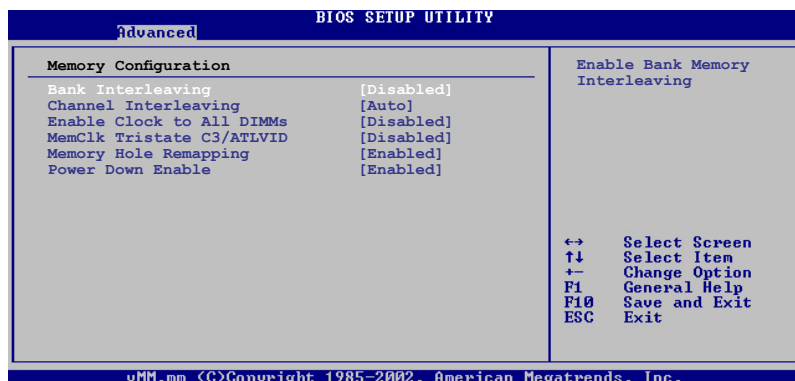 BIOS SETUP UTILITY
Advanced
Memory Configuration
Bank Interleaving [Disabled]
Channel Interleaving [Auto]
Enable Clock to All DIMMs [Disabled]
MemClk Tristate C3/ATLVID [Disabled]
Memory Hole Remapping [Enabled]
Power Down Enable [Enabled]
Enable Bank Memory
Interleaving
←→ Select Screen
↑↓ Select Item
+- Change Option
F1 General Help
F10 Save and Exit
ESC Exit
vMM.mm (C)Copyright 1985-2002, American Megatrends, Inc.